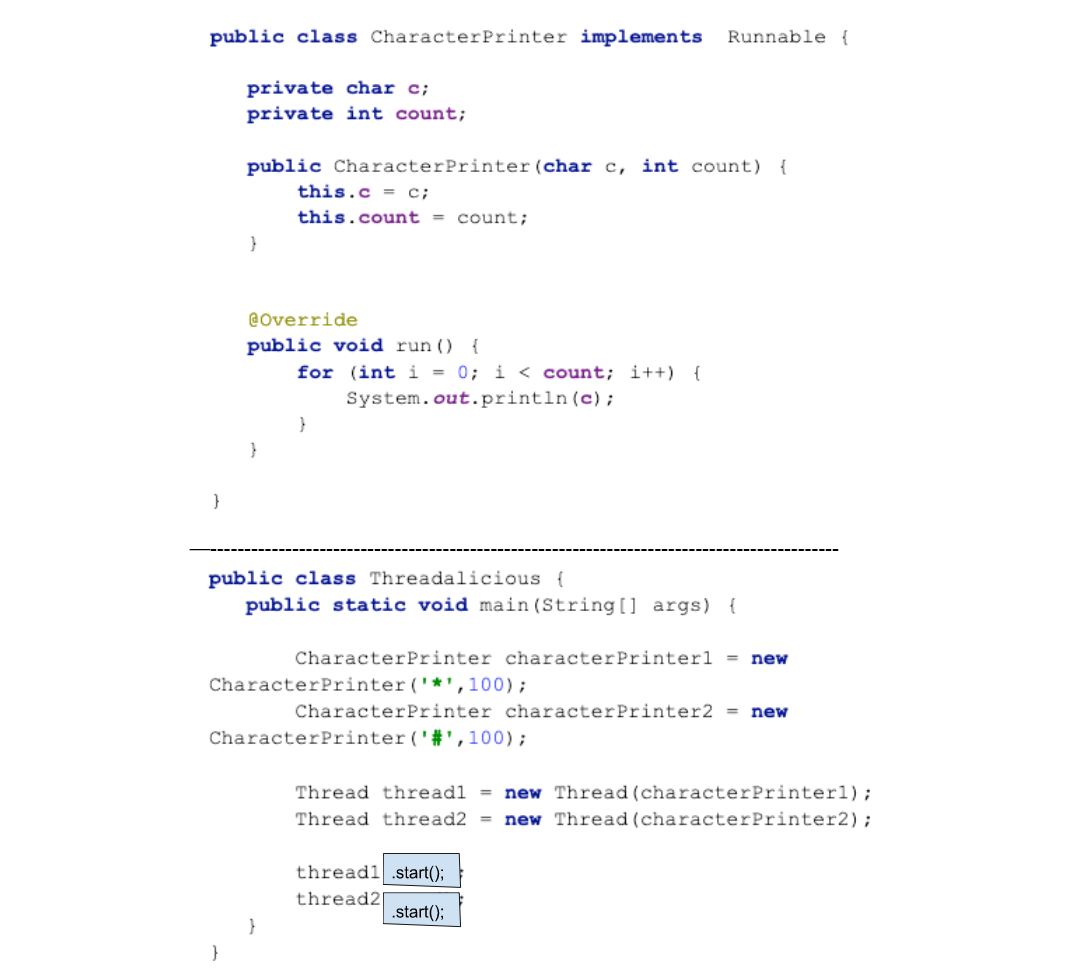 public class CharacterPrinter implements  Runnable {
private char c;
private int count;
public CharacterPrinter(char c, int count) {
this.c = c;
this.count = count;
}
@Override
public void run() {
for (int i = 0; i < count; i++) {
System.out.println(c);
}
}
}
—--------------------------------------------------------------------------------------------
public class Threadalicious {
public static void main(String[] args) {
CharacterPrinter characterPrinter1 = new
CharacterPrinter('*',100);
CharacterPrinter characterPrinter2 = new
CharacterPrinter('#',100);
Thread thread1 = new Thread(characterPrinter1);
Thread thread2 = new Thread(characterPrinter2);
thread1 .start(); ;
thread2 .start(); ;
}
}